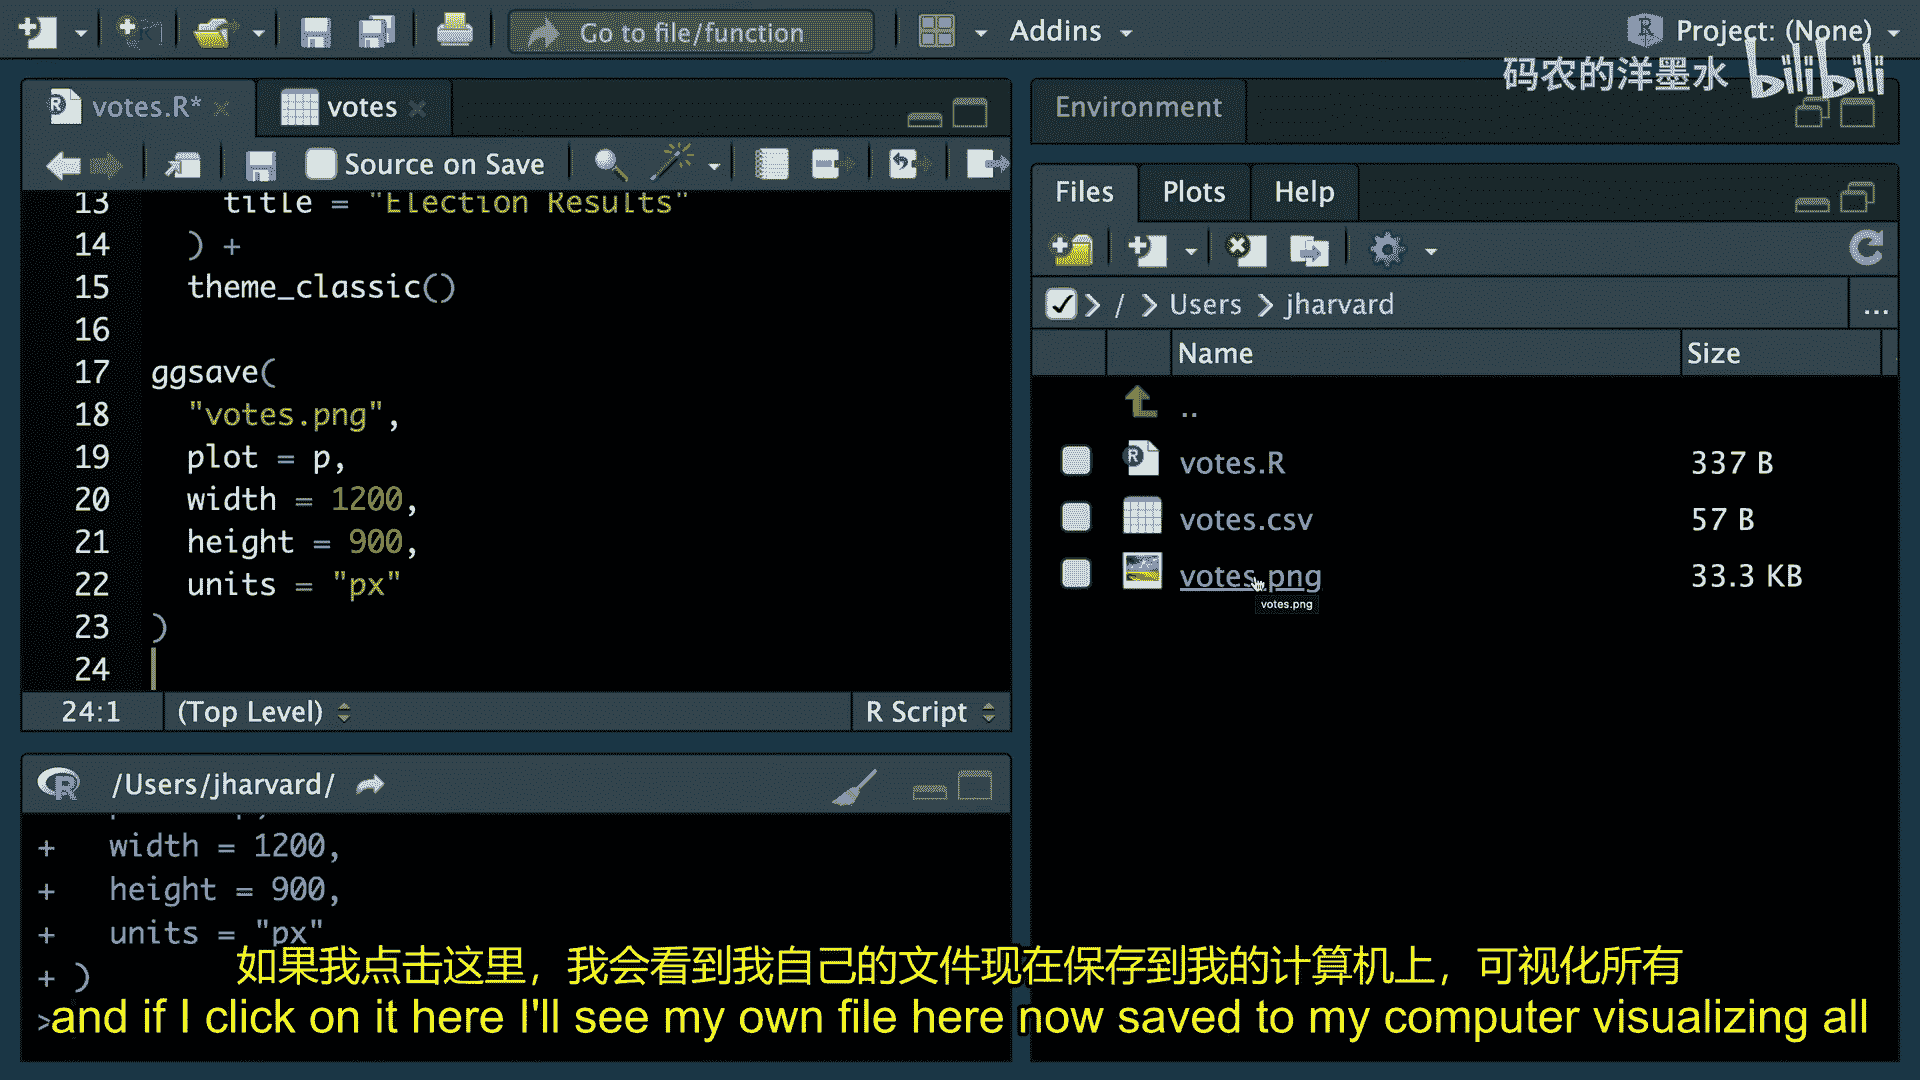 Go to file/function
Addins
Project: (None)
码农的洋墨水 bilibili
votes.R*
votes
Source on Save
13 title = "Election Results"
14 ) +
15 theme_classic()
16
17 ggsave(
18 "votes.png",
19 plot = p,
20 width = 1200,
21 height = 900,
22 units = "px"
23 )
24
24:1 (Top Level) R Script
/Users/jharvard/
+ width = 1200,
+ height = 900,
+ units = "px"
+ )
>
Environment
Files Plots Help
/ Users jharvard ...
Name Size
..
votes.R 337 B
votes.csv 57 B
votes.png 33.3 KB
votes.png
如果我点击这里，我会看到我自己的文件现在保存到我的计算机上，可视化所有
and if I click on it here I'll see my own file here now saved to my computer visualizing all